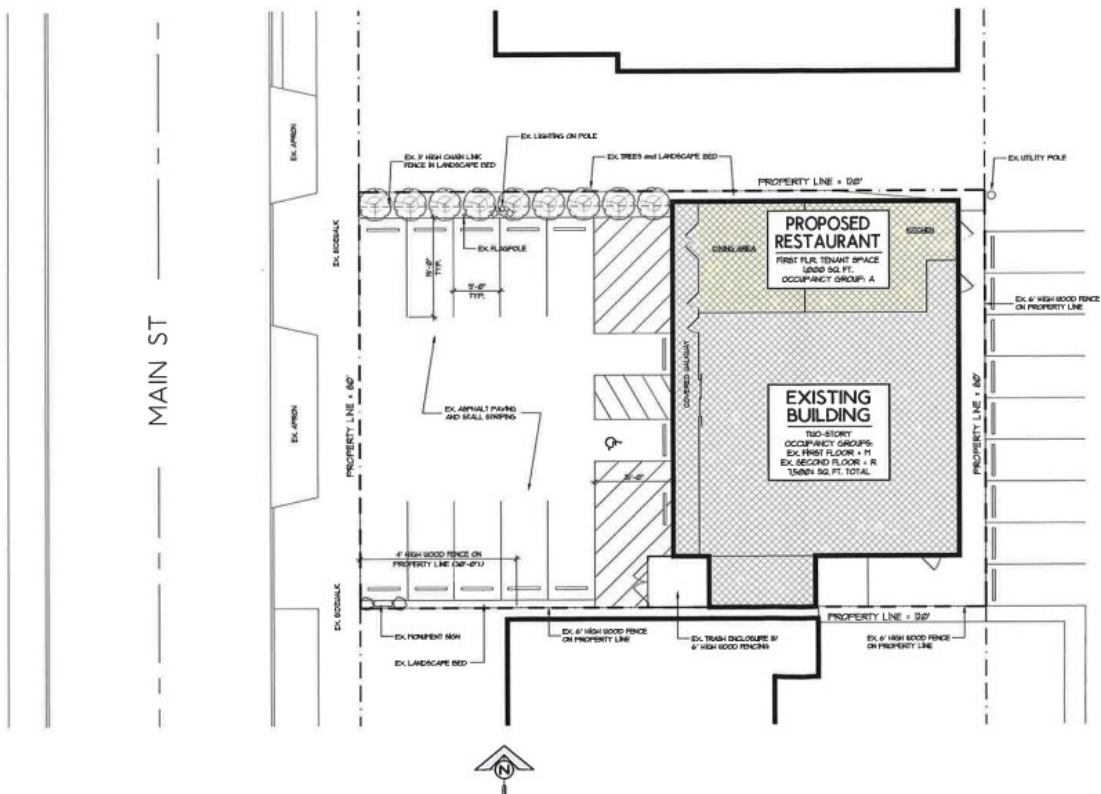 EX. LIGHTING ON POLE
EX. 3' HIGH CHAIN LINK
FENCE IN LANDSCAPE BED
EX. TREES and LANDSCAPE BED
EX. UTILITY POLE
PROPERTY LINE = 120'
EX. APRON
EX. SIDEWALK
EX. FLAGPOLE
TYP.
9'-0"
TYP.
DINING AREA
PROPOSED
RESTAURANT
FIRST FLR. TENANT SPACE
1,000 SQ. FT.
OCCUPANCY GROUP: A
KITCHEN
EX. 6' HIGH WOOD FENCE
ON PROPERTY LINE
MAIN ST
EX. APRON
PROPERTY LINE = 80'
EX. ASPHALT PAVING
AND STALL STRIPING
COVERED WALKWAY
EXISTING
BUILDING
TWO-STORY
OCCUPANCY GROUPS:
EX. FIRST FLOOR = M
EX. SECOND FLOOR = R
7,500± SQ. FT. TOTAL
PROPERTY LINE = 80'
4' HIGH WOOD FENCE ON
PROPERTY LINE (30'-0"±)
EX. SIDEWALK
EX. MONUMENT SIGN
EX. LANDSCAPE BED
EX. 6' HIGH WOOD FENCE
ON PROPERTY LINE
EX. TRASH ENCLOSURE W/
6' HIGH WOOD FENCING
PROPERTY LINE = 120'
EX. 6' HIGH WOOD FENCE
ON PROPERTY LINE
N